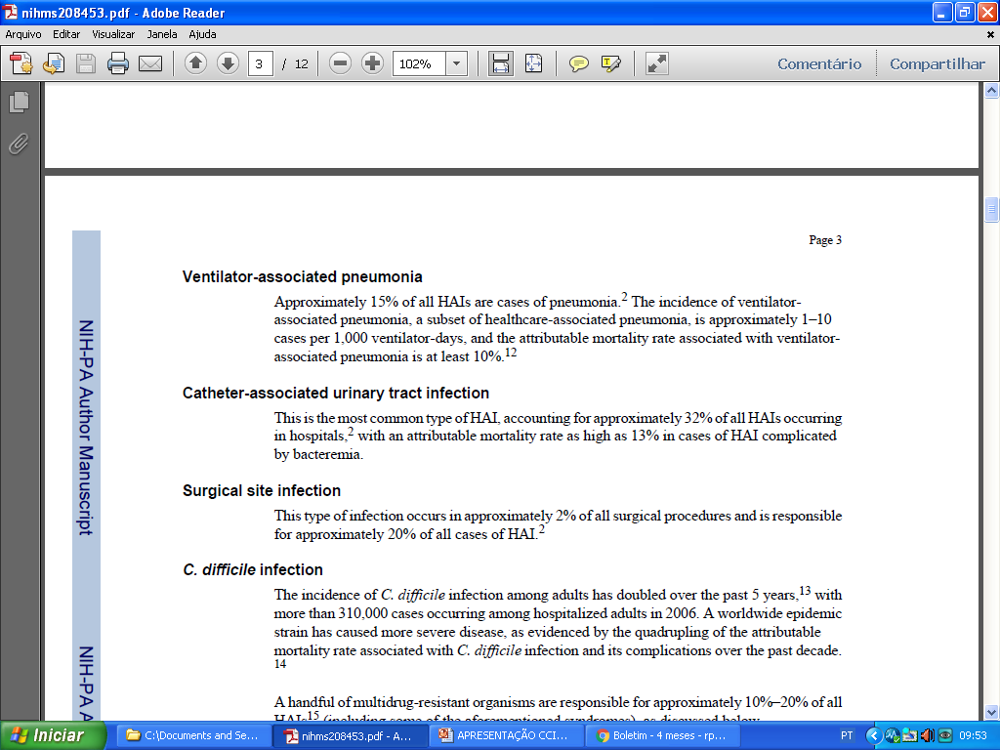 nihms208453.pdf - Adobe Reader
Arquivo Editar Visualizar Janela Ajuda
3 / 12 102% Comentário Compartilhar
Page 3
Ventilator-associated pneumonia
Approximately 15% of all HAIs are cases of pneumonia.2 The incidence of ventilator-
associated pneumonia, a subset of healthcare-associated pneumonia, is approximately 1–10
cases per 1,000 ventilator-days, and the attributable mortality rate associated with ventilator-
associated pneumonia is at least 10%.12
Catheter-associated urinary tract infection
This is the most common type of HAI, accounting for approximately 32% of all HAIs occurring
in hospitals,2 with an attributable mortality rate as high as 13% in cases of HAI complicated
by bacteremia.
Surgical site infection
This type of infection occurs in approximately 2% of all surgical procedures and is responsible
for approximately 20% of all cases of HAI.2
C. difficile infection
The incidence of C. difficile infection among adults has doubled over the past 5 years,13 with
more than 310,000 cases occurring among hospitalized adults in 2006. A worldwide epidemic
strain has caused more severe disease, as evidenced by the quadrupling of the attributable
mortality rate associated with C. difficile infection and its complications over the past decade.
14
A handful of multidrug-resistant organisms are responsible for approximately 10%–20% of all
HAIs15 (including some of the aforementioned syndromes), as discussed below.
NIH-PA Author Manuscript
NIH-PA A
Iniciar C:\Documents and Se... nihms208453.pdf - A... APRESENTAÇÃO CCI... Boletim - 4 meses - rp... PT 09:53